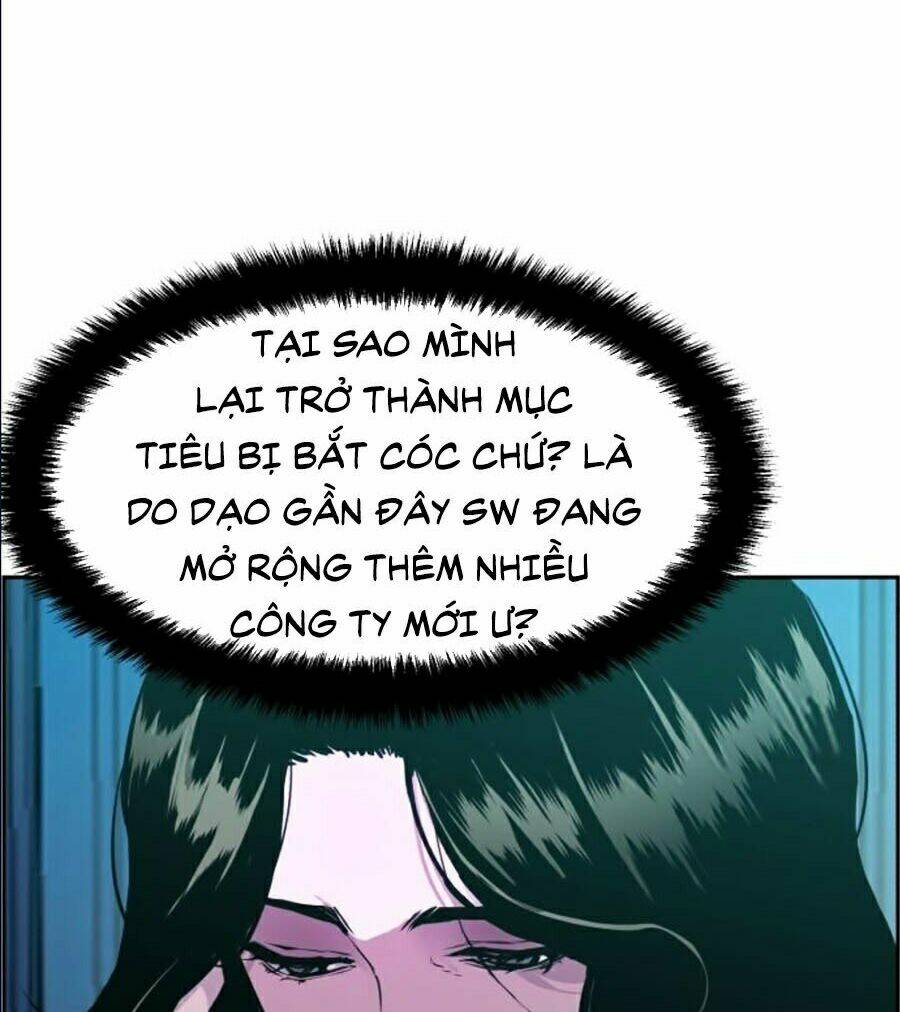 TẠI SAO MÌNH
LẠI TRỞ THÀNH MỤC
TIÊU BỊ BẮT CÓC CHỨ? LÀ
DO DẠO GẦN ĐÂY SW ĐANG
MỞ RỘNG THÊM NHIỀU
CÔNG TY MỚI Ư?